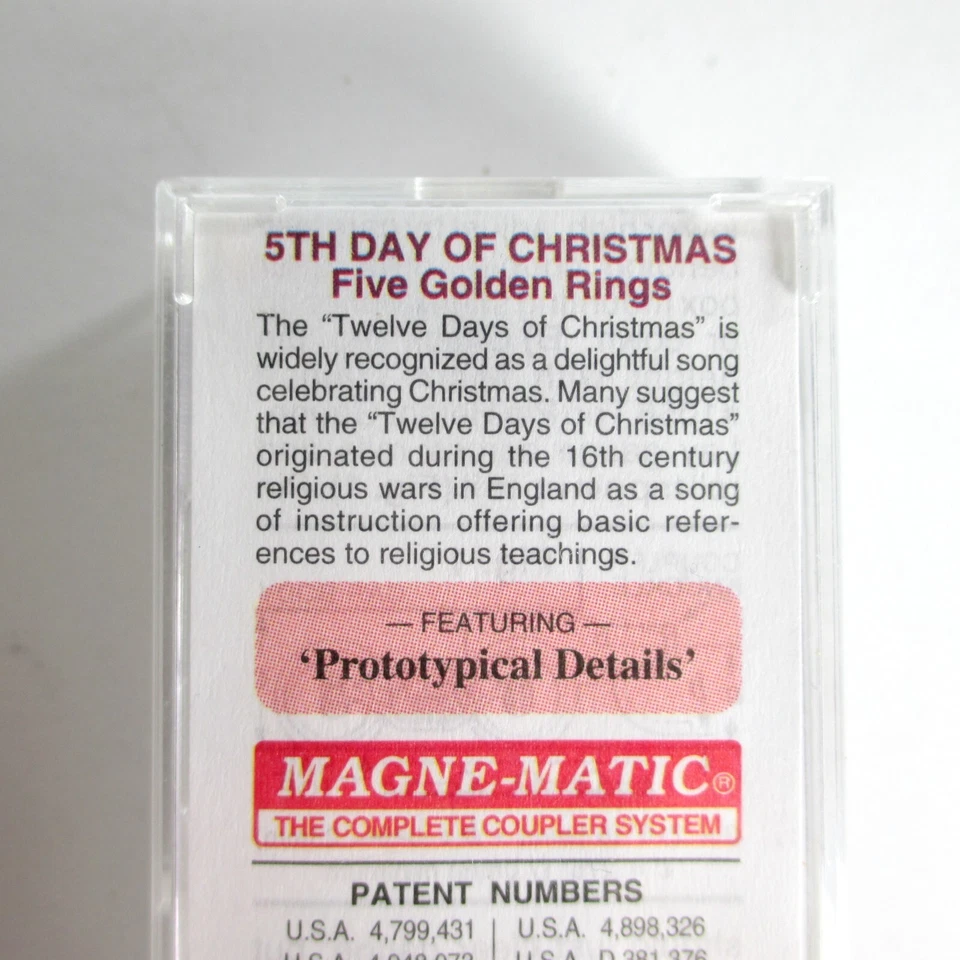 5TH DAY OF CHRISTMAS
Five Golden Rings
The “Twelve Days of Christmas” is
widely recognized as a delightful song
celebrating Christmas. Many suggest
that the “Twelve Days of Christmas”
originated during the 16th century
religious wars in England as a song
of instruction offering basic refer-
ences to religious teachings.
— FEATURING —
‘Prototypical Details’
MAGNE-MATIC®
THE COMPLETE COUPLER SYSTEM
PATENT NUMBERS
U.S.A. 4,799,431 | U.S.A. 4,898,326
U.S.A. | U.S.A. D 381,376